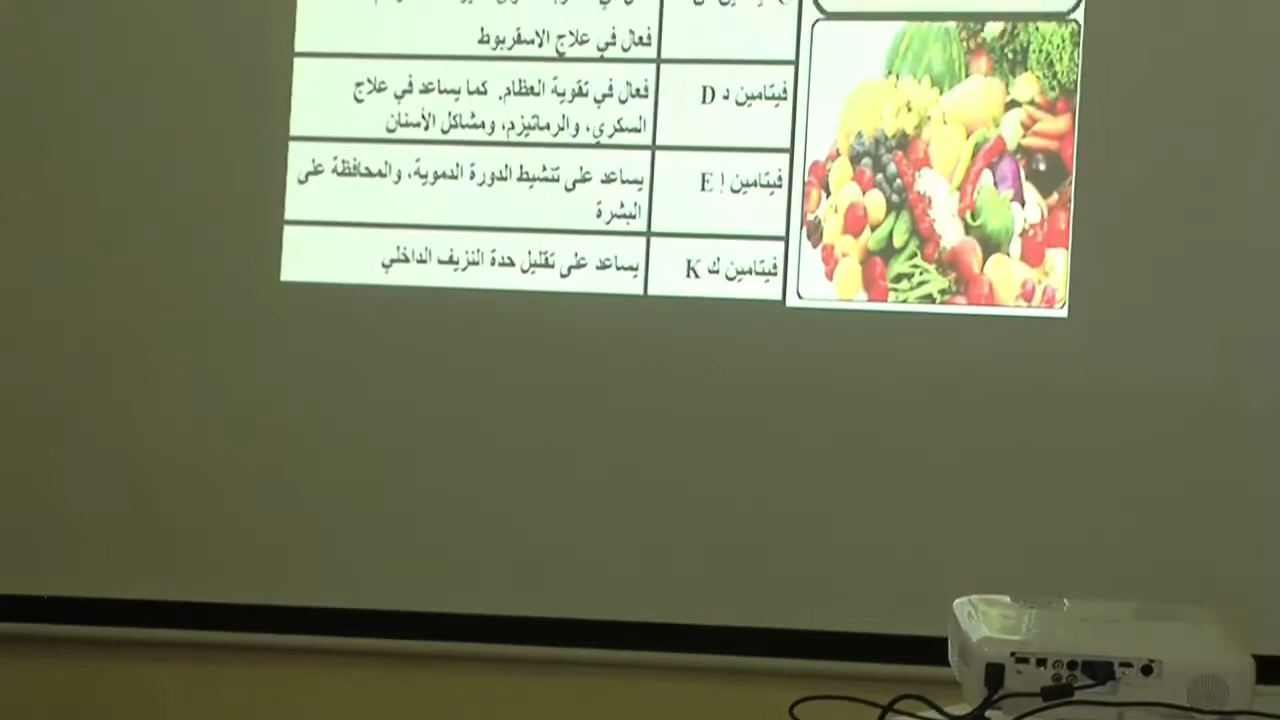 فعال في علاج الاسقربوط
فيتامين د D
فعال في تقوية العظام. كما يساعد في علاج
السكري، والرماتيزم، ومشاكل الأسنان
فيتامين إ E
يساعد على تنشيط الدورة الدموية، والمحافظة على
البشرة
فيتامين ك K
يساعد على تقليل حدة النزيف الداخلي